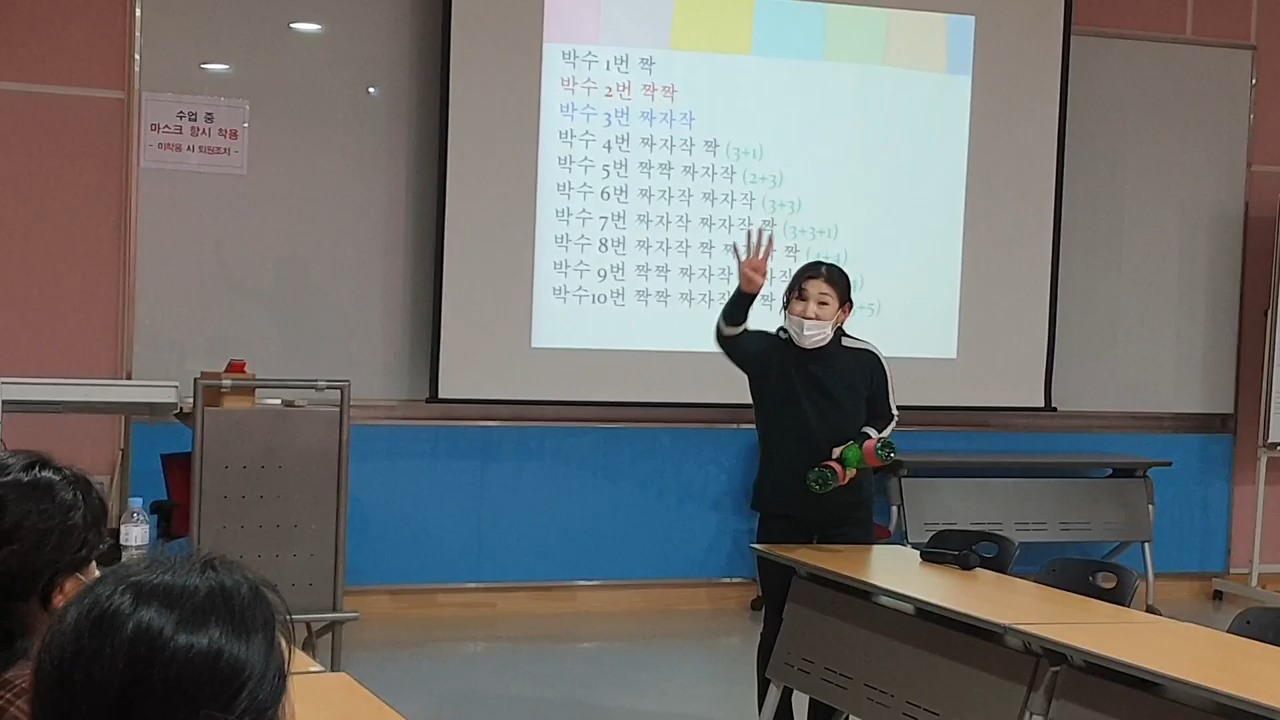 수업 중
마스크 항시 착용
- 미착용 시 퇴원조치 -
박수 1번 짝
박수 2번 짝짝
박수 3번 짜자작
박수 4번 짜자작 짝 (3+1)
박수 5번 짝짝 짜자작 (2+3)
박수 6번 짜자작 짜자작 (3+3)
박수 7번 짜자작 짜자작 짝 (3+3+1)
박수 8번 짜자작 짝 짝 (4+4)
박수 9번 짝짝 짜자작
박수10번 짝짝 짜자작 짝 +5)